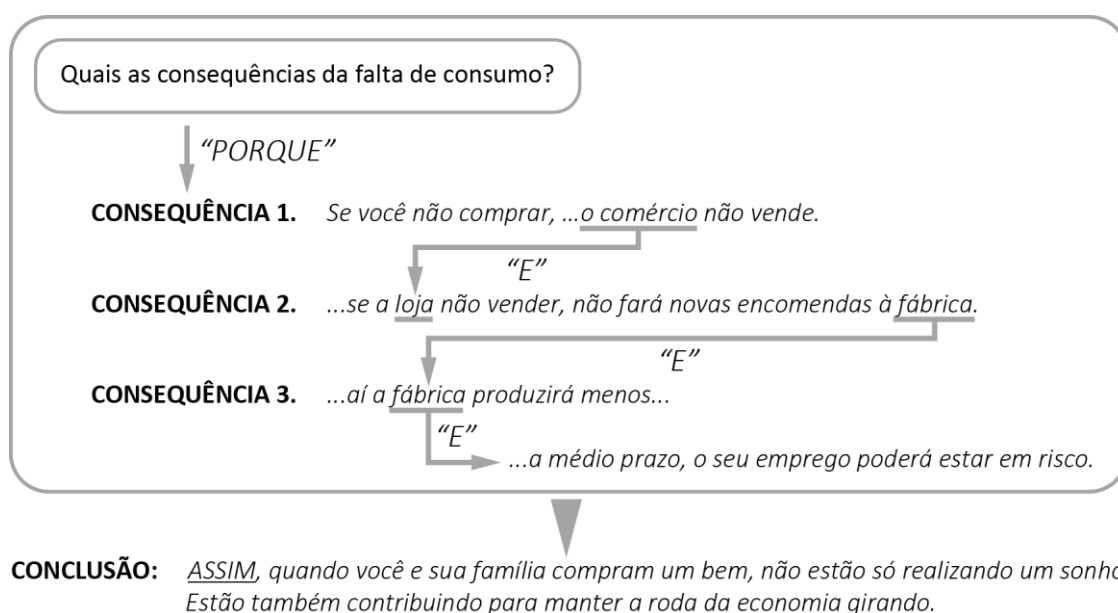 Quais as consequências da falta de consumo?
“PORQUE”
CONSEQUÊNCIA 1. Se você não comprar, ...o comércio não vende.
“E”
CONSEQUÊNCIA 2. ...se a loja não vender, não fará novas encomendas à fábrica.
“E”
CONSEQUÊNCIA 3. ...aí a fábrica produzirá menos...
“E”
...a médio prazo, o seu emprego poderá estar em risco.
CONCLUSÃO: ASSIM, quando você e sua família compram um bem, não estão só realizando um sonho
Estão também contribuindo para manter a roda da economia girando.